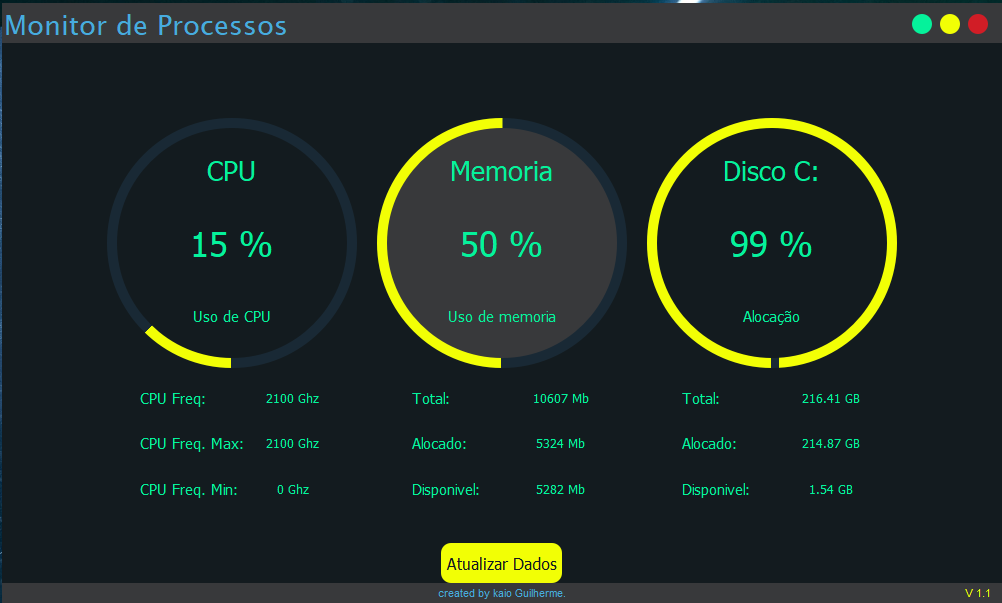 Monitor de Processos
CPU
15 %
Uso de CPU
Memoria
50 %
Uso de memoria
Disco C:
99 %
Alocação
CPU Freq: 2100 Ghz
CPU Freq. Max: 2100 Ghz
CPU Freq. Min: 0 Ghz
Total: 10607 Mb
Alocado: 5324 Mb
Disponivel: 5282 Mb
Total: 216.41 GB
Alocado: 214.87 GB
Disponivel: 1.54 GB
Atualizar Dados
created by kaio Guilherme.
V 1.1